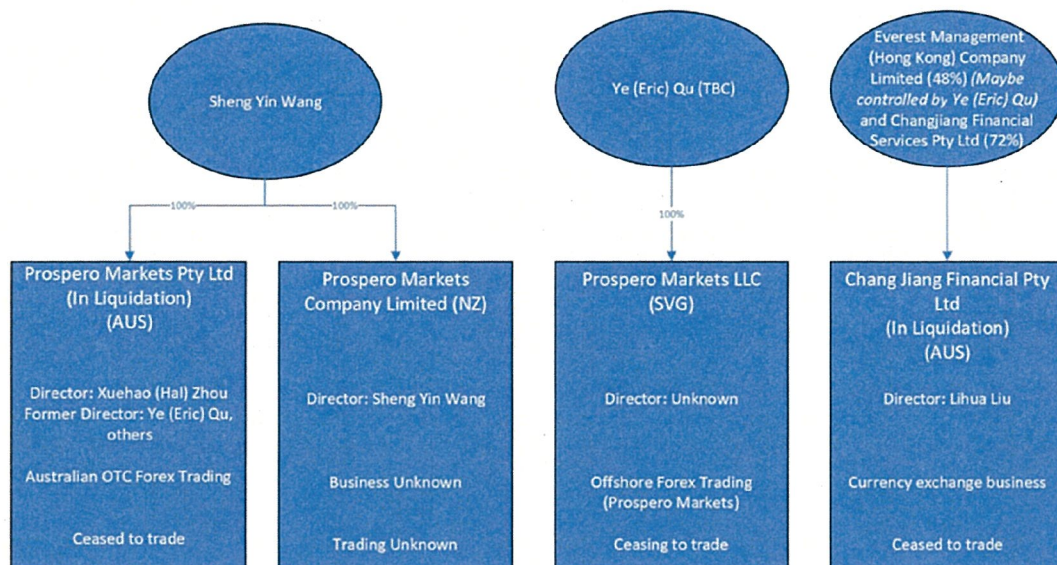 Sheng Yin Wang
Ye (Eric) Qu (TBC)
Everest Management
(Hong Kong) Company
Limited (48%) (Maybe
controlled by Ye (Eric) Qu)
and Changjiang Financial
Services Pty Ltd (72%)
100%
100%
100%
Prospero Markets Pty Ltd
(In Liquidation)
(AUS)
Director: Xuehao (Hal) Zhou
Former Director: Ye (Eric) Qu,
others
Australian OTC Forex Trading
Ceased to trade
Prospero Markets
Company Limited (NZ)
Director: Sheng Yin Wang
Business Unknown
Trading Unknown
Prospero Markets LLC
(SVG)
Director: Unknown
Offshore Forex Trading
(Prospero Markets)
Ceasing to trade
Chang Jiang Financial Pty
Ltd
(In Liquidation)
(AUS)
Director: Lihua Liu
Currency exchange business
Ceased to trade